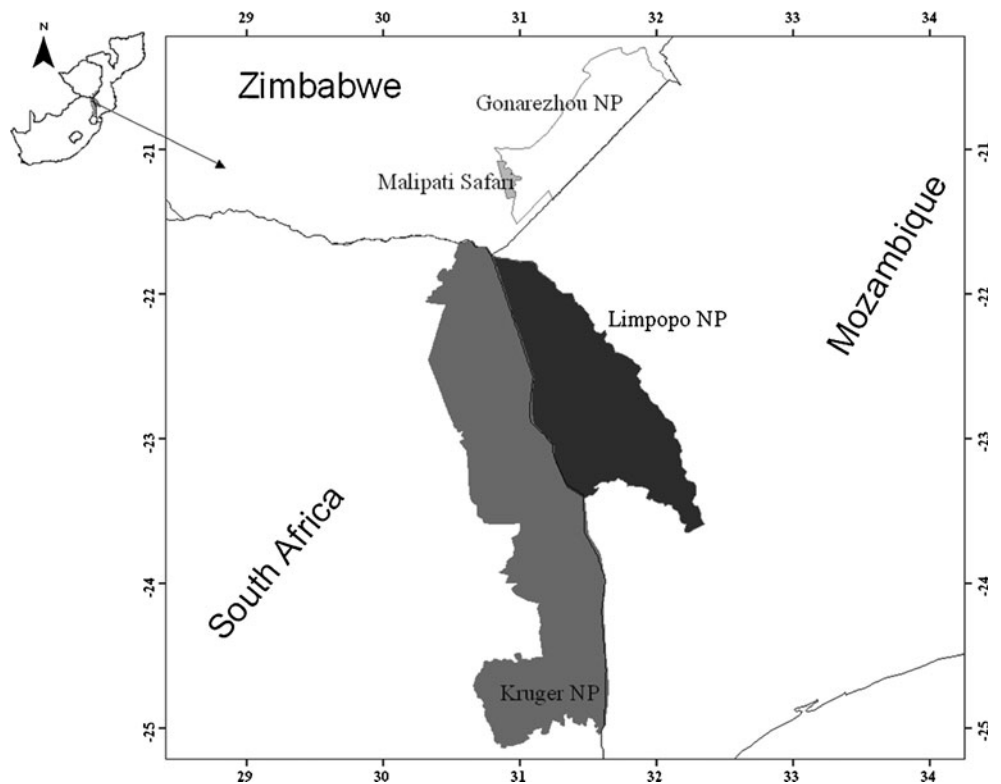 29 30 31 32 33 34
N
Zimbabwe
Gonarezhou NP
-21 -21
Malipati Safari
Mozambique
-22 -22
Limpopo NP
-23 -23
South Africa
-24 -24
Kruger NP
-25 -25
29 30 31 32 33 34